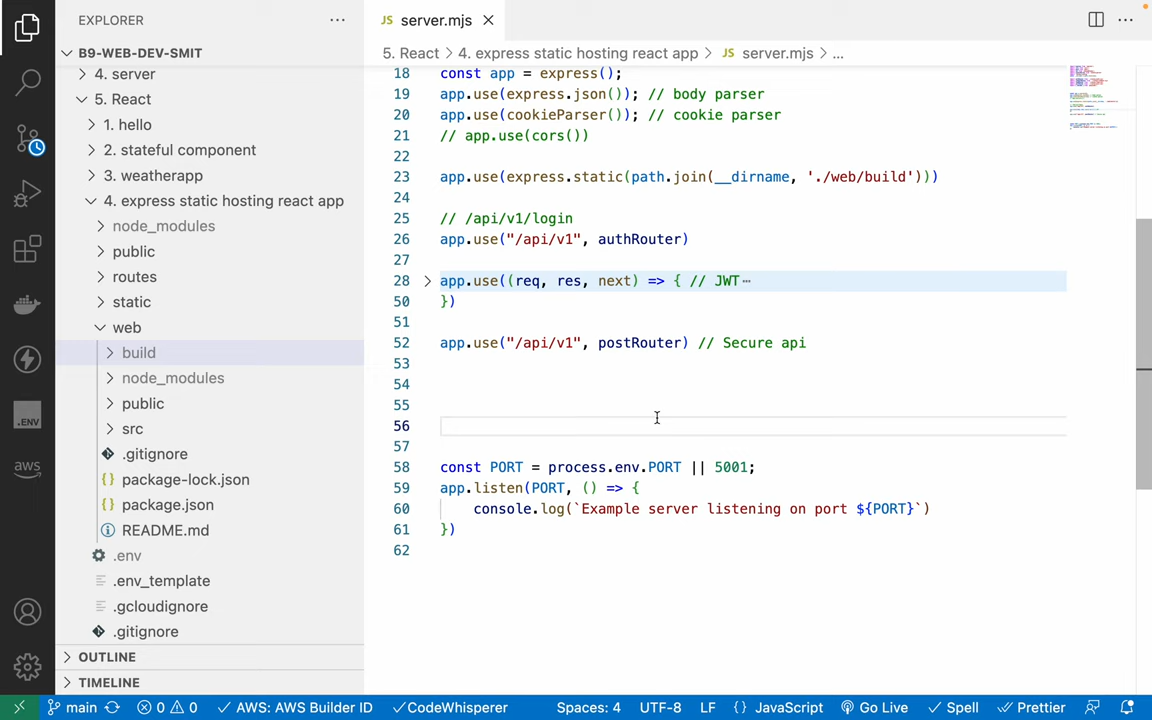 EXPLORER
B9-WEB-DEV-SMIT
4. server
5. React
1. hello
2. stateful component
3. weatherapp
4. express static hosting react app
node_modules
public
routes
static
web
build
node_modules
public
src
.gitignore
package-lock.json
package.json
README.md
.env
.env_template
.gcloudignore
.gitignore
OUTLINE
TIMELINE
.ENV
aws
JS server.mjs
5. React > 4. express static hosting react app > JS server.mjs > ...
18 const app = express();
19 app.use(express.json()); // body parser
20 app.use(cookieParser()); // cookie parser
21 // app.use(cors())
22
23 app.use(express.static(path.join(__dirname, './web/build')))
24
25 // /api/v1/login
26 app.use("/api/v1", authRouter)
27
28 app.use((req, res, next) => { // JWT⋯
50 })
51
52 app.use("/api/v1", postRouter) // Secure api
53
54
55
56
57
58 const PORT = process.env.PORT || 5001;
59 app.listen(PORT, () => {
60 console.log(`Example server listening on port ${PORT}`)
61 })
62
main 0 0 AWS: AWS Builder ID CodeWhisperer Spaces: 4 UTF-8 LF {} JavaScript Go Live Spell Prettier